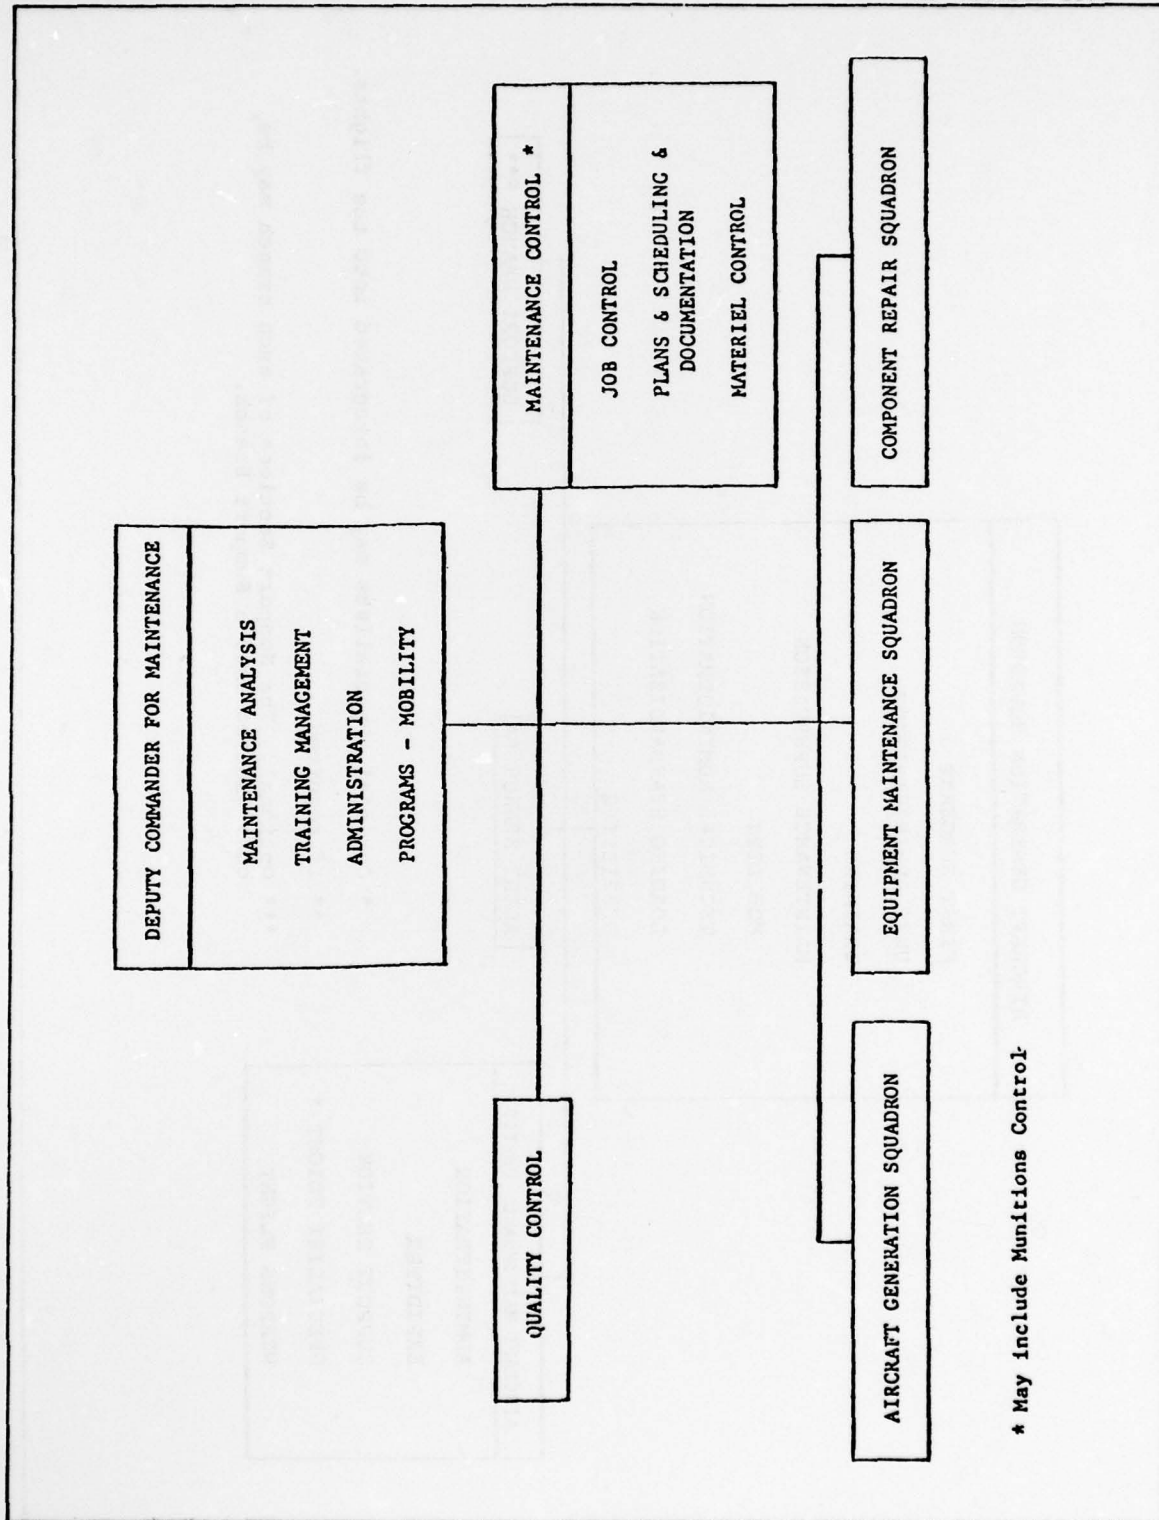 DEPUTY COMMANDER FOR MAINTENANCE
MAINTENANCE ANALYSIS
TRAINING MANAGEMENT
ADMINISTRATION
PROGRAMS - MOBILITY
QUALITY CONTROL
MAINTENANCE CONTROL *
JOB CONTROL
PLANS & SCHEDULING &
DOCUMENTATION
MATERIEL CONTROL
AIRCRAFT GENERATION SQUADRON
EQUIPMENT MAINTENANCE SQUADRON
COMPONENT REPAIR SQUADRON
* May include Munitions Control